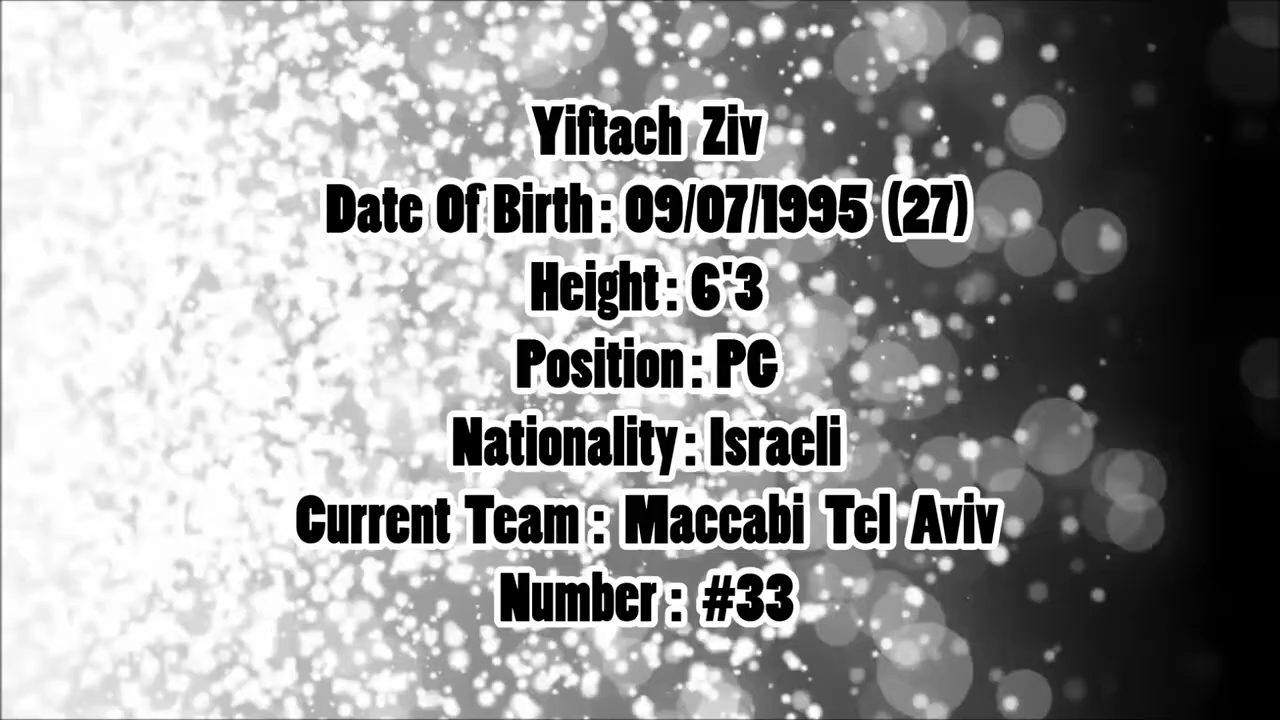 Yiftach Ziv
Date Of Birth: 09/07/1995 (27)
Height: 6'3
Position: PG
Nationality: Israeli
Current Team: Maccabi Tel Aviv
Number: #33